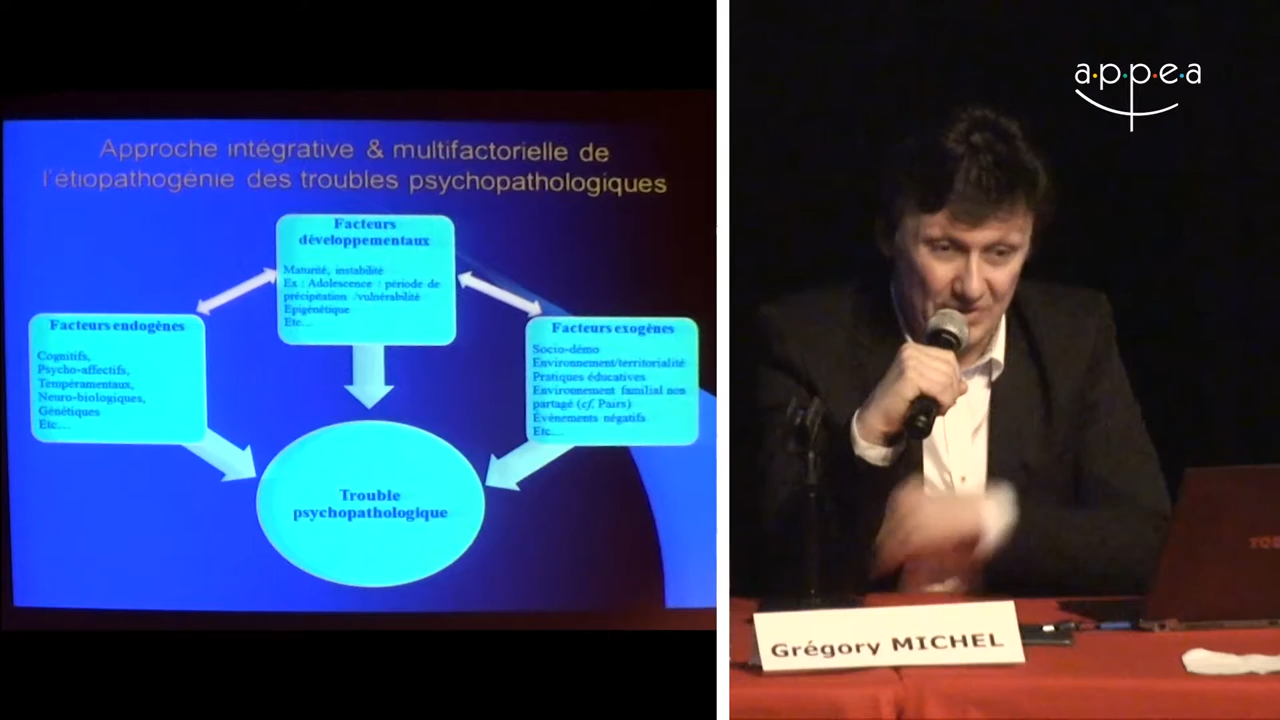 Approche intégrative & multifactorielle de
l'étiopathogénie des troubles psychopathologiques
Facteurs
développementaux
Maturité, instabilité
Ex : Adolescence : période de
précipitation /vulnérabilité
Epigénétique
Etc...
Facteurs endogènes
Cognitifs,
Psycho-affectifs,
Tempéramentaux,
Neuro-biologiques,
Génétiques
Etc...
Facteurs exogènes
Socio-démo
Environnement/territorialité
Pratiques éducatives
Environnement familial non
partagé (cf. Pairs)
Évènements négatifs
Etc...
Trouble
psychopathologique
a·p·p·e·a
Grégory MICHEL